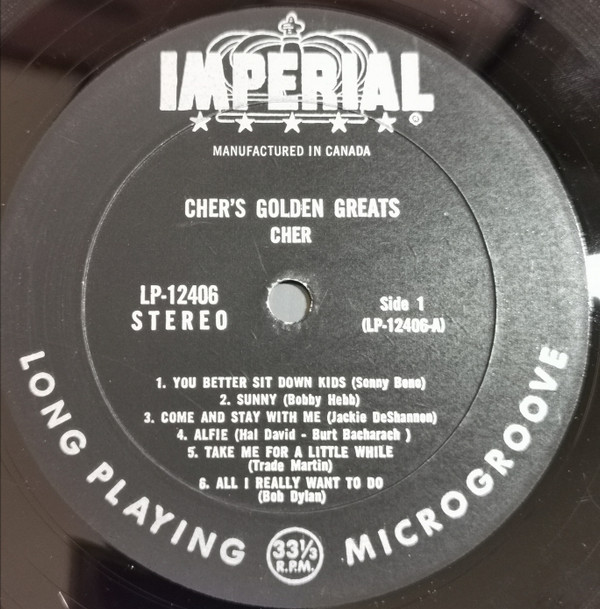 IMPERIAL
®
MANUFACTURED IN CANADA
CHER'S GOLDEN GREATS
CHER
LP-12406
STEREO
Side 1
(LP-12406-A)
1. YOU BETTER SIT DOWN KIDS (Sonny Bono)
2. SUNNY (Bobby Hebb)
3. COME AND STAY WITH ME (Jackie DeShannon)
4. ALFIE (Hal David - Burt Bacharach )
5. TAKE ME FOR A LITTLE WHILE
(Trade Martin)
6. ALL I REALLY WANT TO DO
(Bob Dylan)
LONG PLAYING
33⅓
R.P.M.
MICROGROOVE